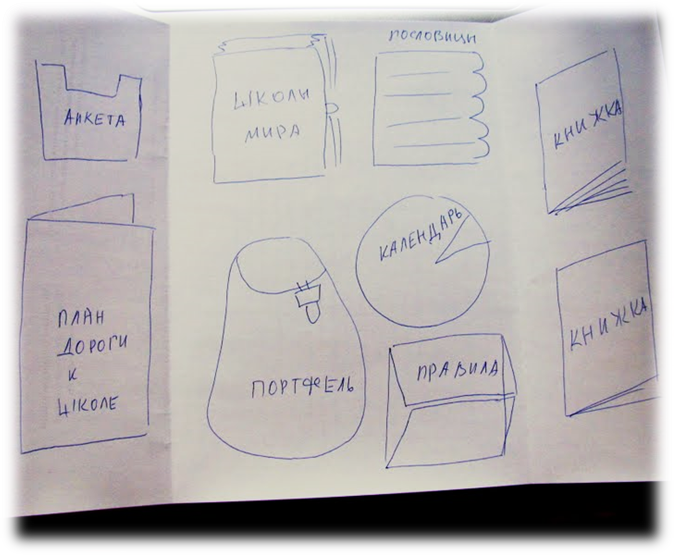 АНКЕТА
ПЛАН
ДОРОГИ
К
ШКОЛЕ
ШКОЛЫ
МИРА
ПОСЛОВИЦЫ
ПОРТФЕЛЬ
КАЛЕНДАРЬ
ПРАВИЛА
КНИЖКА
КНИЖКА